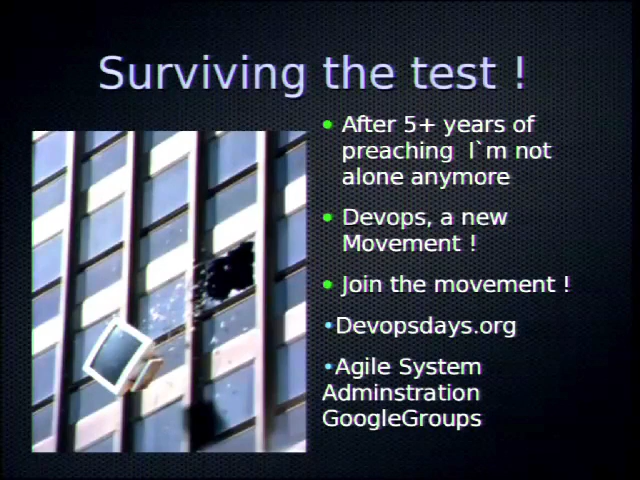 Surviving the test !
After 5+ years of
preaching  I`m not
alone anymore
Devops, a new
Movement !
Join the movement !
Devopsdays.org
Agile System
Adminstration
GoogleGroups